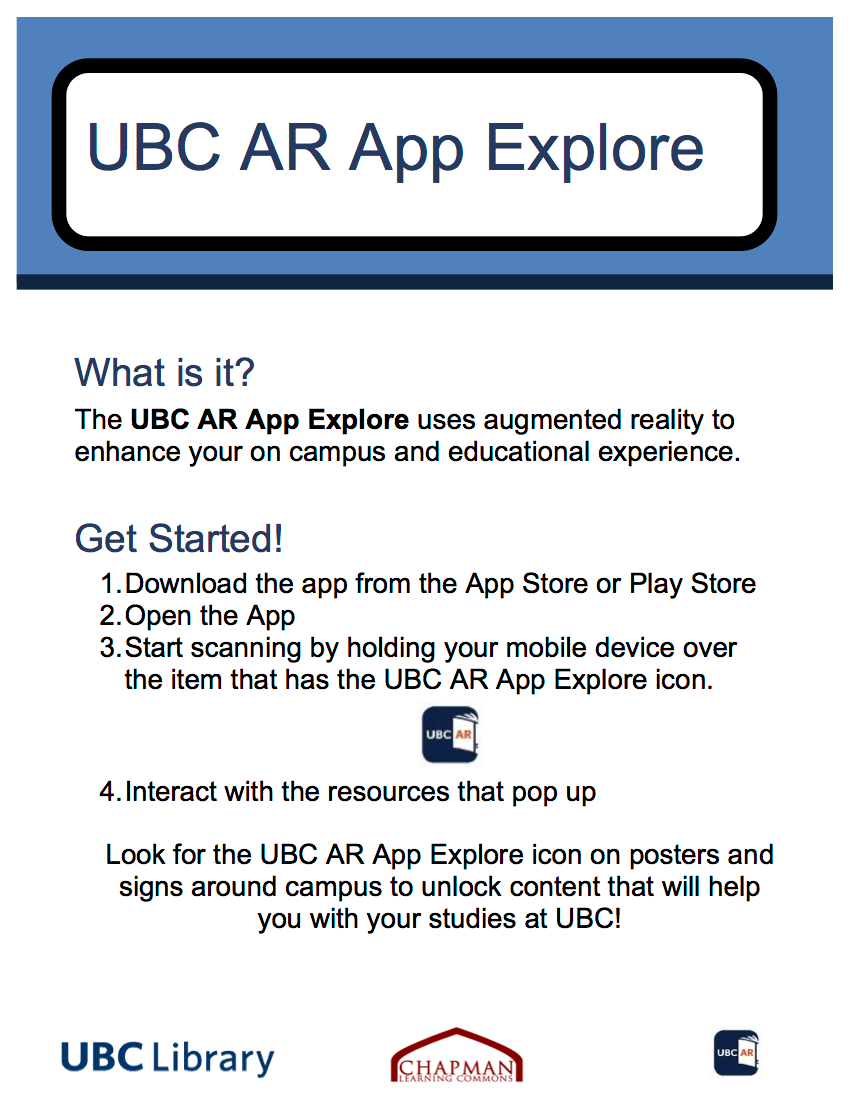 UBC AR App Explore
What is it?
The UBC AR App Explore uses augmented reality to
enhance your on campus and educational experience.
Get Started!
1.Download the app from the App Store or Play Store
2.Open the App
3.Start scanning by holding your mobile device over
the item that has the UBC AR App Explore icon.
UBC AR
4.Interact with the resources that pop up
Look for the UBC AR App Explore icon on posters and
signs around campus to unlock content that will help
you with your studies at UBC!
UBC Library
CHAPMAN
LEARNING COMMONS
UBC AR